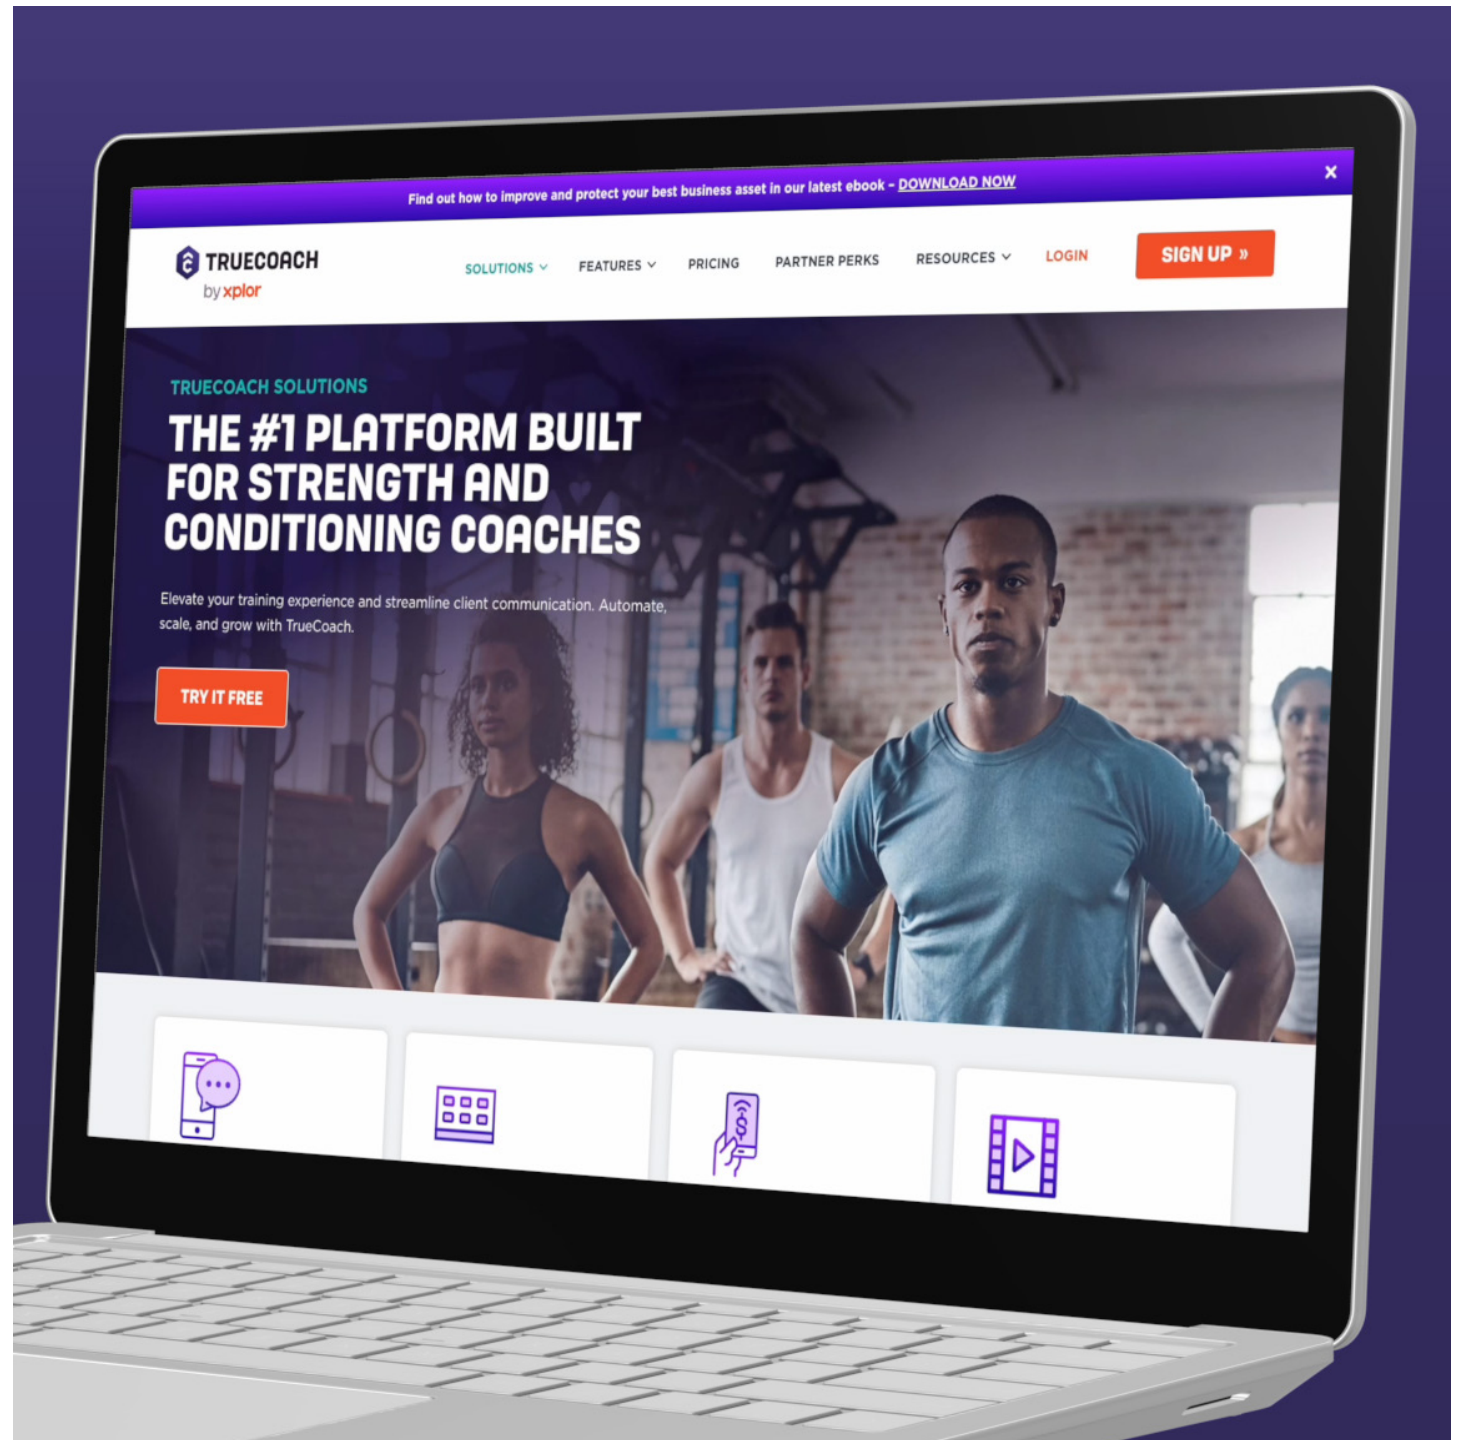 Find out how to improve and protect your best business asset in our latest ebook – DOWNLOAD NOW
TRUECOACH
by xplor
SOLUTIONS
FEATURES
PRICING
PARTNER PERKS
RESOURCES
LOGIN
SIGN UP »
TRUECOACH SOLUTIONS
THE #1 PLATFORM BUILT
FOR STRENGTH AND
CONDITIONING COACHES
Elevate your training experience and streamline client communication. Automate,
scale, and grow with TrueCoach.
TRY IT FREE